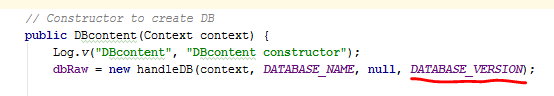 // Constructor to create DB
public DBcontent(Context context) {
Log.v("DBcontent", "DBcontent constructor");
dbRaw = new handleDB(context, DATABASE_NAME, null, DATABASE_VERSION);